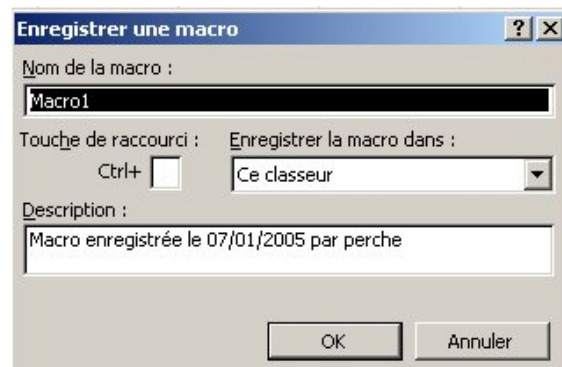 Enregistrer une macro
Nom de la macro :
Macro1
Touche de raccourci :
Ctrl+
Enregistrer la macro dans :
Ce classeur
Description :
Macro enregistrée le 07/01/2005 par perche
OK
Annuler